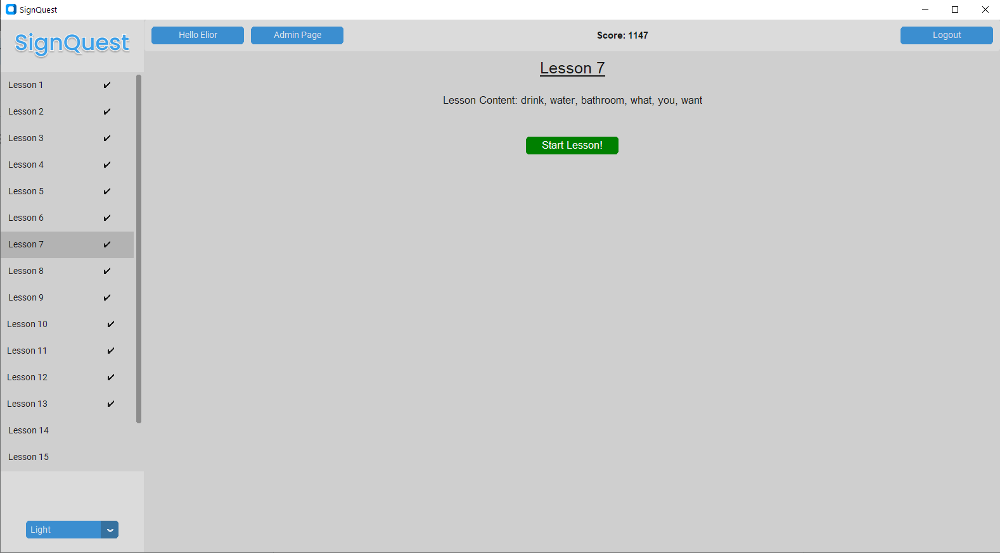 SignQuest
SignQuest
Hello Elior
Admin Page
Score: 1147
Logout
Lesson 1 ✔
Lesson 2 ✔
Lesson 3 ✔
Lesson 4 ✔
Lesson 5 ✔
Lesson 6 ✔
Lesson 7 ✔
Lesson 8 ✔
Lesson 9 ✔
Lesson 10 ✔
Lesson 11 ✔
Lesson 12 ✔
Lesson 13 ✔
Lesson 14
Lesson 15
Light
Lesson 7
Lesson Content: drink, water, bathroom, what, you, want
Start Lesson!